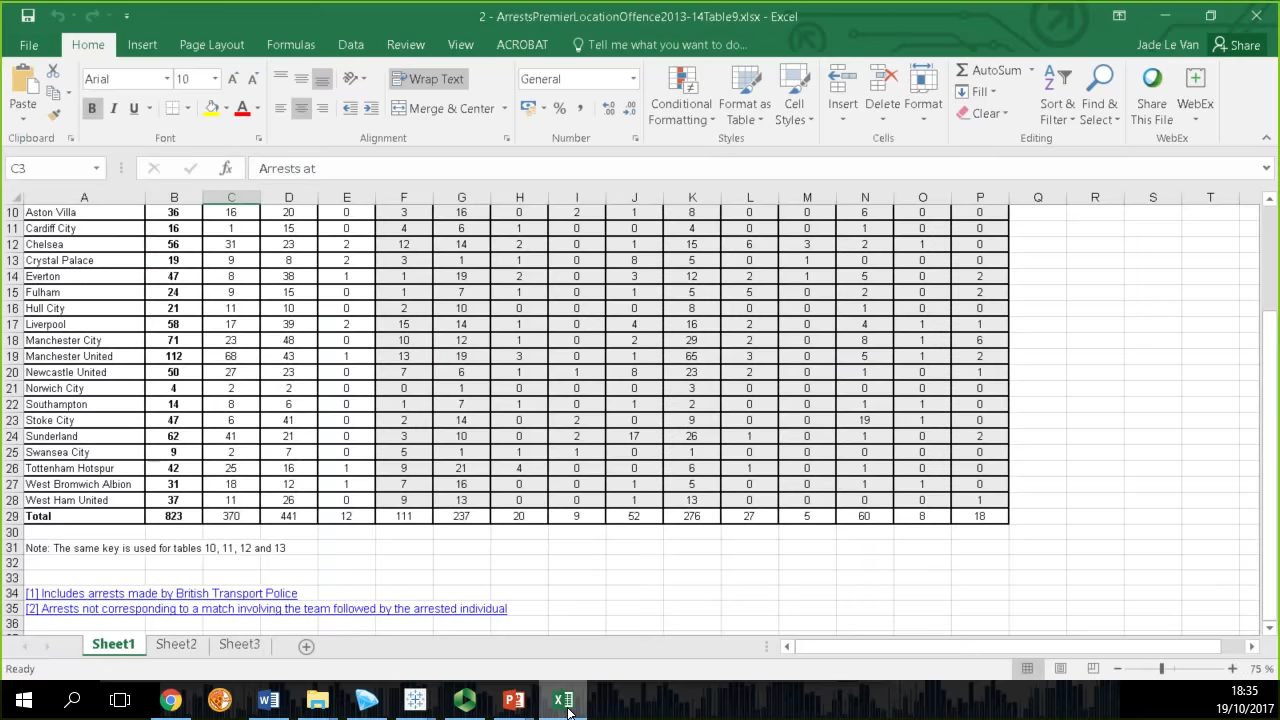 2 - ArrestsPremierLocationOffence2013-14Table9.xlsx - Excel
File Home Insert Page Layout Formulas Data Review View ACROBAT Tell me what you want to do... Jade Le Van Share
Paste Arial 10 Wrap Text General Conditional Formatting Format as Table Cell Styles Insert Delete Format AutoSum Sort & Filter Find & Select Share This File WebEx
B I U A Merge & Center % Fill
Clear
Clipboard Font Alignment Number Styles Cells Editing WebEx
C3 fx Arrests at
A B C D E F G H I J K L M N O P Q R S T
10 Aston Villa 36 16 20 0 3 16 0 2 1 8 0 0 6 0 0
11 Cardiff City 16 1 15 0 4 6 1 0 0 4 0 0 1 0 0
12 Chelsea 56 31 23 2 12 14 2 0 1 15 6 3 2 1 0
13 Crystal Palace 19 9 8 2 3 1 1 0 8 5 0 1 0 0 0
14 Everton 47 8 38 1 1 19 2 0 3 12 2 1 5 0 2
15 Fulham 24 9 15 0 1 7 1 0 1 5 5 0 2 0 2
16 Hull City 21 11 10 0 2 10 0 0 0 8 0 0 1 0 0
17 Liverpool 58 17 39 2 15 14 1 0 4 16 2 0 4 1 1
18 Manchester City 71 23 48 0 10 12 1 0 2 29 2 0 8 1 6
19 Manchester United 112 68 43 1 13 19 3 0 1 65 3 0 5 1 2
20 Newcastle United 50 27 23 0 7 6 1 1 8 23 2 0 1 0 1
21 Norwich City 4 2 2 0 0 1 0 0 0 3 0 0 0 0 0
22 Southampton 14 8 6 0 1 7 1 0 1 2 0 0 1 1 0
23 Stoke City 47 6 41 0 2 14 0 2 0 9 0 0 19 1 0
24 Sunderland 62 41 21 0 3 10 0 2 17 26 1 0 1 0 2
25 Swansea City 9 2 7 0 5 1 1 1 0 1 0 0 0 0 0
26 Tottenham Hotspur 42 25 16 1 9 21 4 0 0 6 1 0 1 0 0
27 West Bromwich Albion 31 18 12 1 7 16 0 0 1 5 0 0 1 1 0
28 West Ham United 37 11 26 0 9 13 0 0 1 13 0 0 0 0 1
29 Total 823 370 441 12 111 237 20 9 52 276 27 5 60 8 18
30
31 Note: The same key is used for tables 10, 11, 12 and 13
32
33
34 [1] Includes arrests made by British Transport Police
35 [2] Arrests not corresponding to a match involving the team followed by the arrested individual
36
Sheet1 Sheet2 Sheet3
Ready 75 %
18:35
19/10/2017